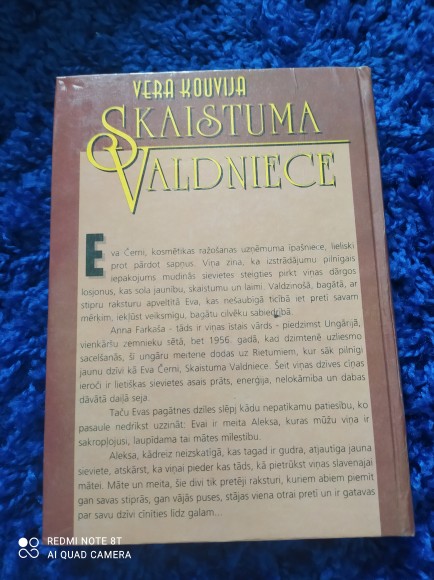 VERA KOUVIJA
SKAISTUMA
VALDNIECE
Eva Černi, kosmētikas ražošanas uzņēmuma īpašniece, lieliski
prot pārdot sapņus. Viņa zina, ka izstrādājumu pilnīgais
iepakojums mudinās sievietes steigties pirkt viņas dārgos
losjonus, kas sola jaunību, skaistumu un laimi. Valdzinošā, bagātā, ar
stipru raksturu apveltītā Eva, kas nešaubīgā ticībā iet preti savam
mērķim, iekļūst veiksmīgu, bagātu cilvēku sabiedrībā.
Anna Farkaša - tāds ir viņas īstais vārds - piedzimst Ungārijā,
vienkāršu zemnieku sētā, bet 1956. gadā, kad dzimtenē uzliesmo
sacelšanās, šī ungāru meitene dodas uz Rietumiem, kur sāk pilnīgi
jaunu dzīvi kā Eva Černi, Skaistuma Valdniece. Šeit viņas dzīves cīņas
ieroči ir lietišķas sievietes asais prāts, enerģija, nelokāmība un dabas
dāvātā daiļā seja.
Taču Evas pagātnes dzīles slēpj kādu nepatīkamu patiesību, ko
pasaule nedrīkst uzzināt: Evai ir meita Aleksa, kuras mūžu viņa ir
sakropļojusi, laupīdama tai mātes mīlestību.
Aleksa, kādreiz neizskatīgā, kas tagad ir gudra, atjautīga jauna
sieviete, atskārst, ka viņai pieder kas tāds, kā pietrūkst viņas slavenajai
mātei. Māte un meita, šie divi tik pretēji raksturi, kuriem abiem piemīt
gan savas stiprās, gan vājās puses, stājas viena otrai pretī un ir gatavas
par savu dzīvi cīnīties līdz galam...
REDMI NOTE 8T
AI QUAD CAMERA